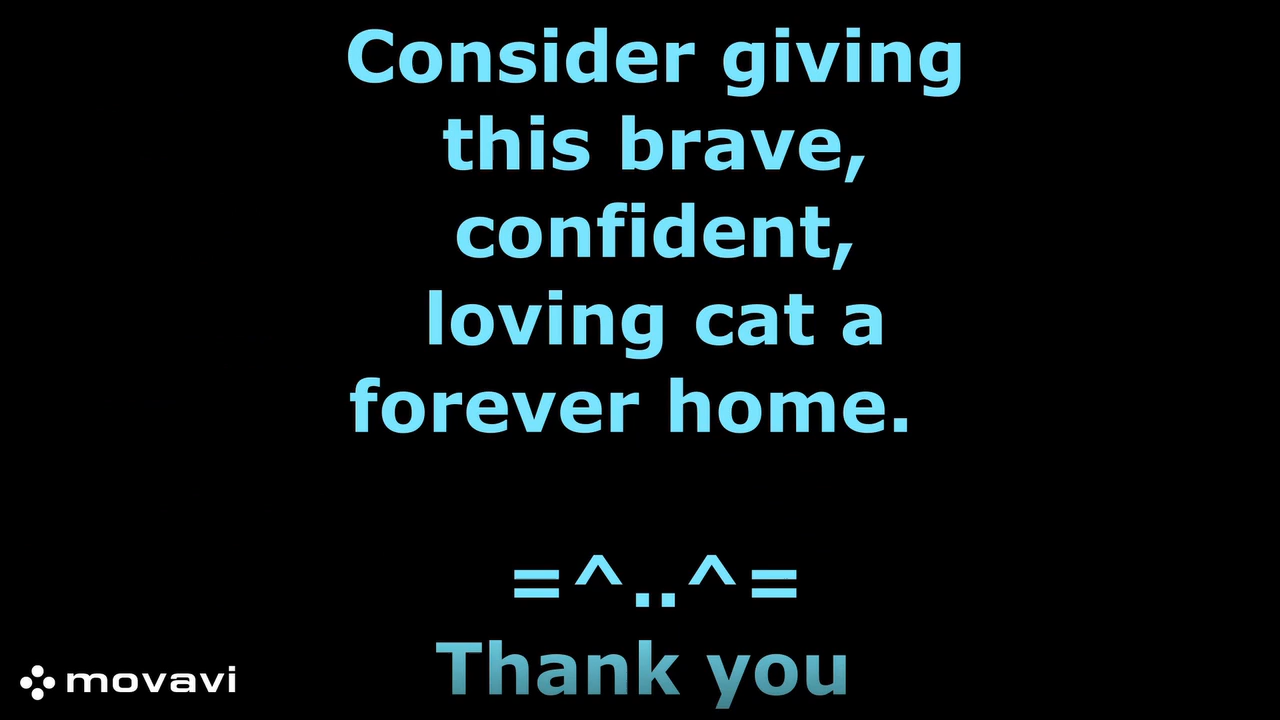 Consider giving
this brave,
confident,
loving cat a
forever home.
=^..^=
Thank you
movavi